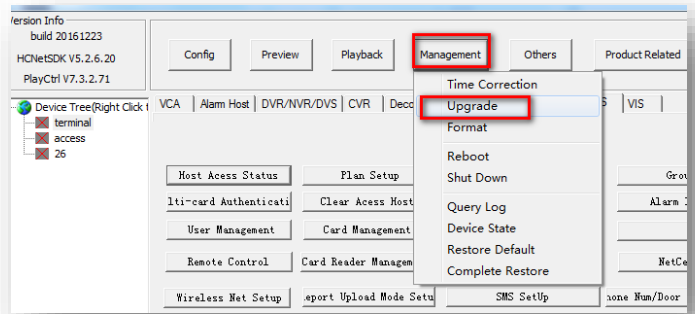 Version Info
build 20161223
HCNetSDK V5.2.6.20
PlayCtrl V7.3.2.71
Config Preview Playback Management Others Product Related
Time Correction
Upgrade
Format
Reboot
Shut Down
Query Log
Device State
Restore Default
Complete Restore
Device Tree(Right Click t
terminal
access
26
VCA Alarm Host DVR/NVR/DVS CVR Deco S VIS
Host Acess Status Plan Setup Grou
lti-card Authenticati Clear Acess Host Alarm
User Management Card Management
Remote Control Card Reader Managem NetCe
Wireless Net Setup .eport Upload Mode Setu SMS SetUp hone Num/Door